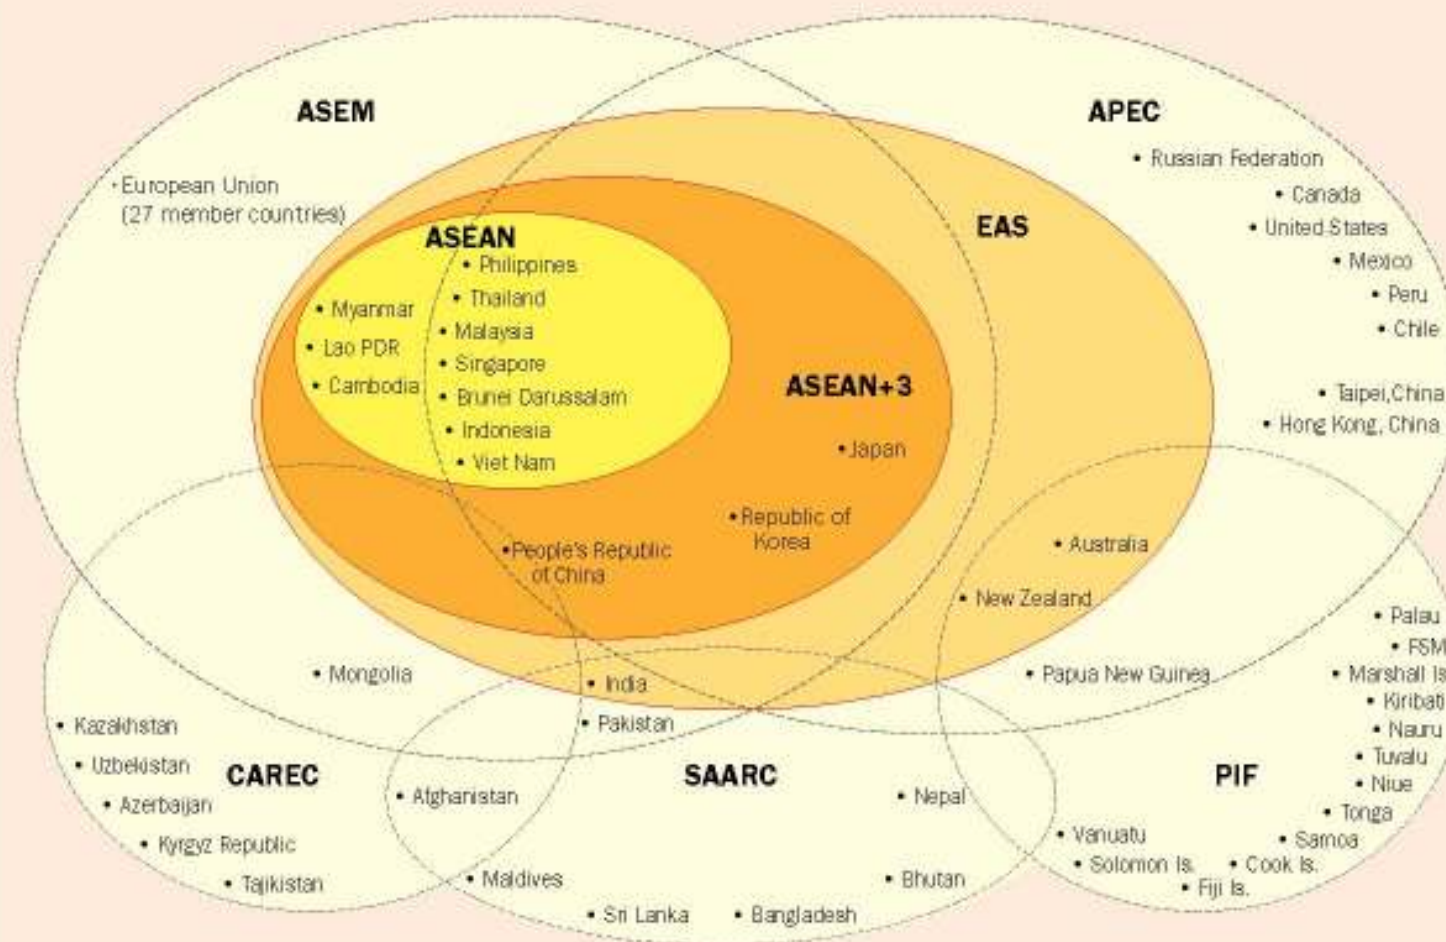 ASEM
APEC
• Russian Federation
• European Union
(27 member countries)
• Canada
EAS
• United States
ASEAN
• Philippines
• Mexico
• Thailand
• Peru
• Myanmar
• Malaysia
• Chile
• Lao PDR
• Singapore
• Cambodia
ASEAN+3
• Brunei Darussalam
• Taipei,China
• Indonesia
• Hong Kong, China
• Viet Nam
• Japan
• Republic of
Korea
• People's Republic
of China
• Australia
• New Zealand
• Palau
• FSM
• Mongolia
• India
• Papua New Guinea
• Marshall Is
• Kiribati
• Kazakhstan
• Pakistan
• Nauru
• Uzbekistan
CAREC
SAARC
PIF
• Tuvalu
• Niue
• Azerbaijan
• Afghanistan
• Nepal
• Tonga
• Kyrgyz Republic
• Vanuatu
• Samoa
• Solomon Is.
• Cook Is.
• Tajikistan
• Maldives
• Bhutan
• Fiji Is.
• Sri Lanka
• Bangladesh